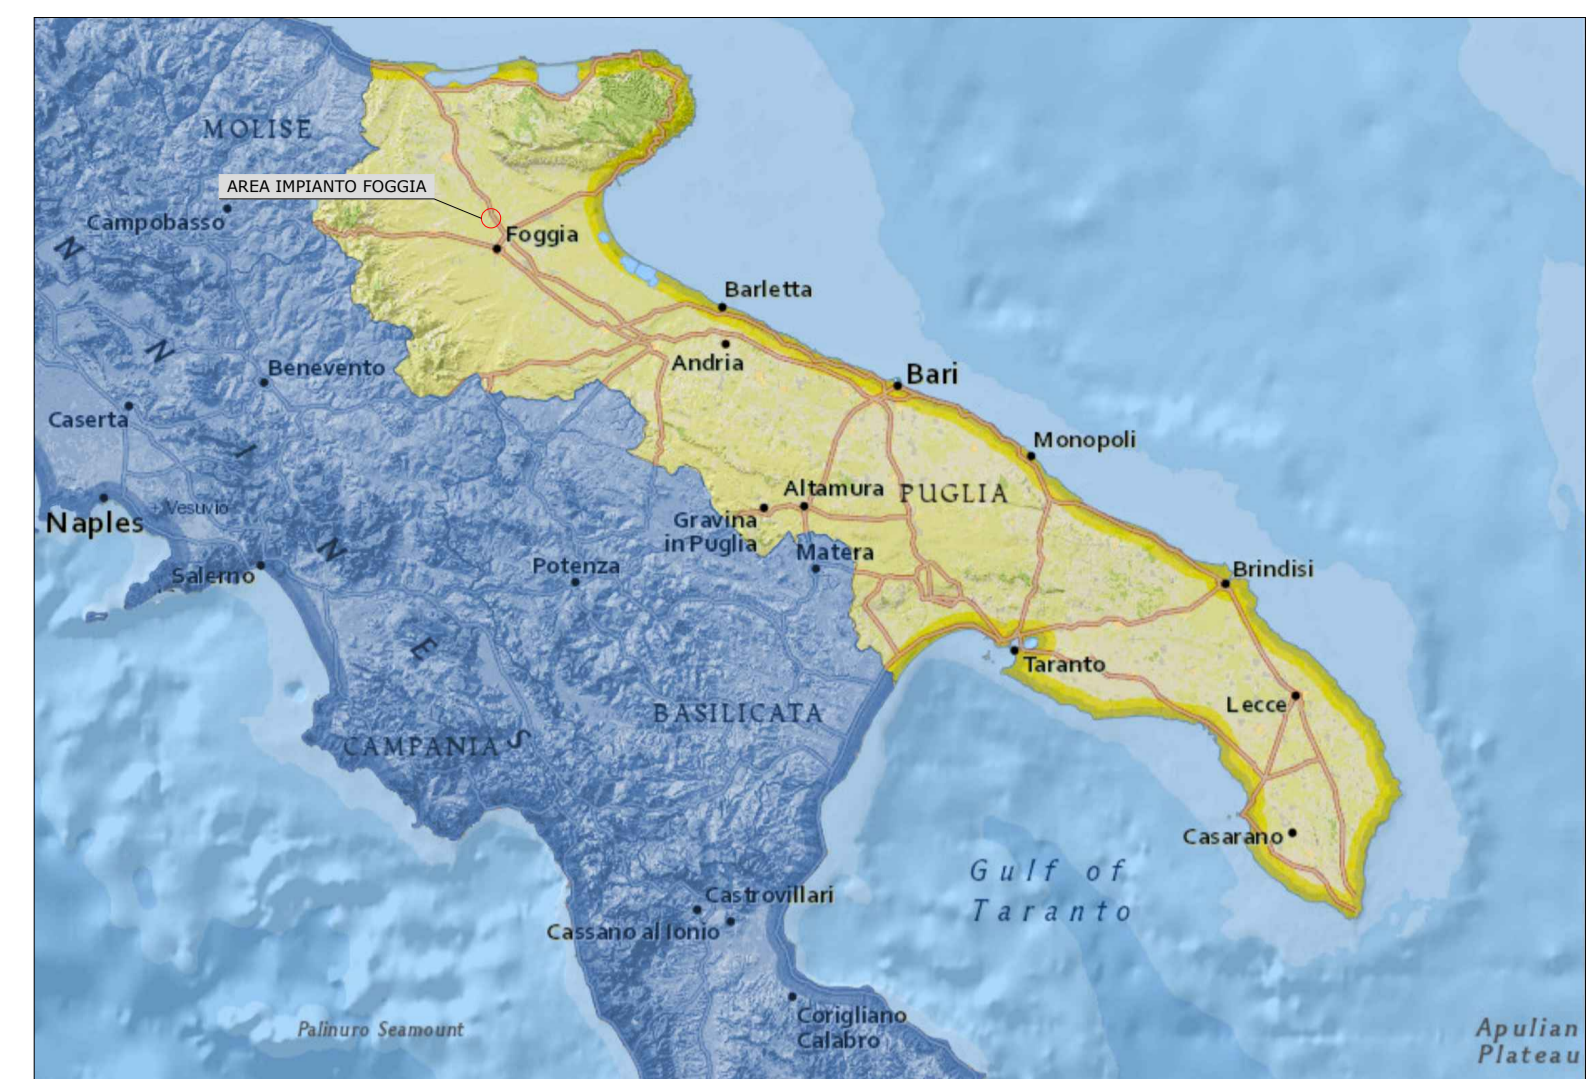 MOLISE
AREA IMPIANTO FOGGIA
Campobasso
Foggia
Barletta
Andria
Bari
Benevento
Caserta
Monopoli
Altamura
PUGLIA
Gravina
in Puglia
Naples
Vesuvio
Matera
Potenza
Salerno
Brindisi
Taranto
Lecce
BASILICATA
CAMPANIA
N
N
I
N
E
S
Casarano
Gulf of
Taranto
Castrovillari
Cassano al Ionio
Corigliano
Calabro
Palinuro Seamount
Apulian
Plateau